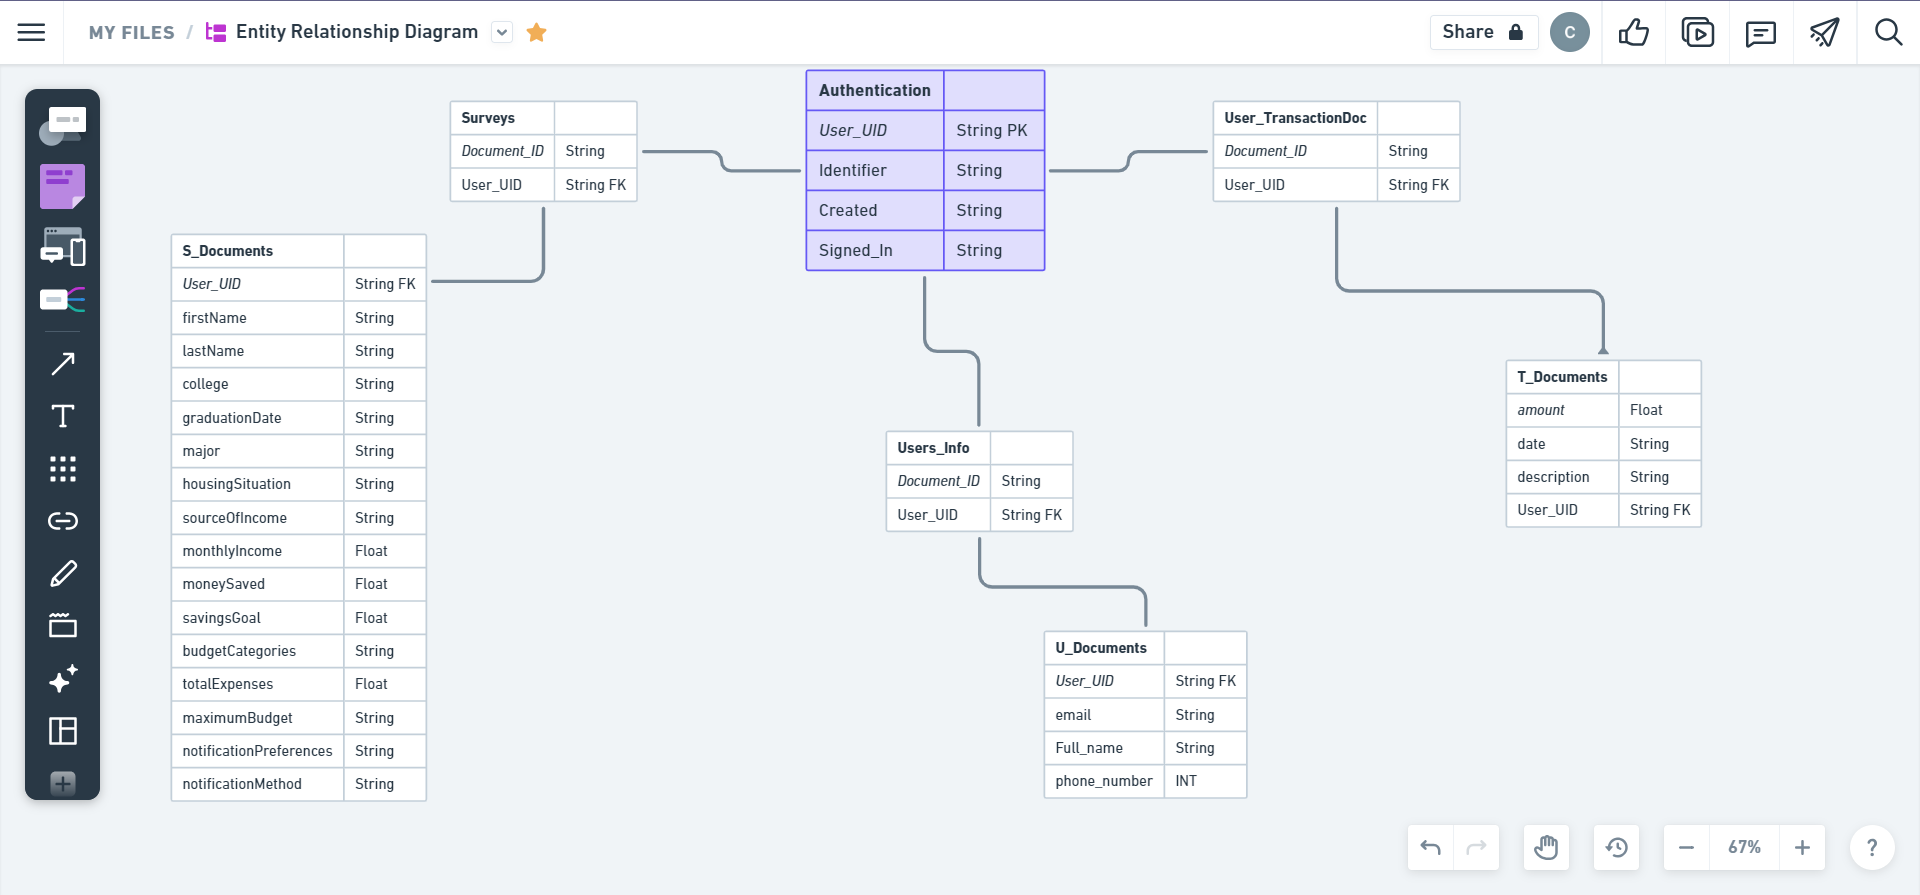 MY FILES / Entity Relationship Diagram
Share
C
Surveys
Document_ID String
User_UID String FK
Authentication
User_UID String PK
Identifier String
Created String
Signed_In String
User_TransactionDoc
Document_ID String
User_UID String FK
S_Documents
User_UID String FK
firstName String
lastName String
college String
graduationDate String
major String
housingSituation String
sourceOfIncome String
monthlyIncome Float
moneySaved Float
savingsGoal Float
budgetCategories String
totalExpenses Float
maximumBudget String
notificationPreferences String
notificationMethod String
Users_Info
Document_ID String
User_UID String FK
T_Documents
amount Float
date String
description String
User_UID String FK
U_Documents
User_UID String FK
email String
Full_name String
phone_number INT
T
67%
?